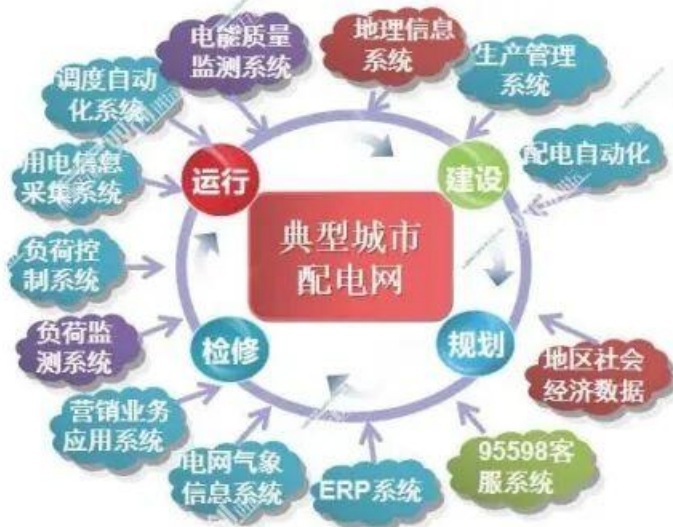 电能质量
监测系统
地理信息
系统
生产管理
系统
调度自动
化系统
配电自动化
用电信息
采集系统
运行
建设
典型城市
配电网
负荷控
制系统
负荷监
测系统
检修
规划
地区社会
经济数据
营销业务
应用系统
电网气象
信息系统
ERP系统
95598客
服系统